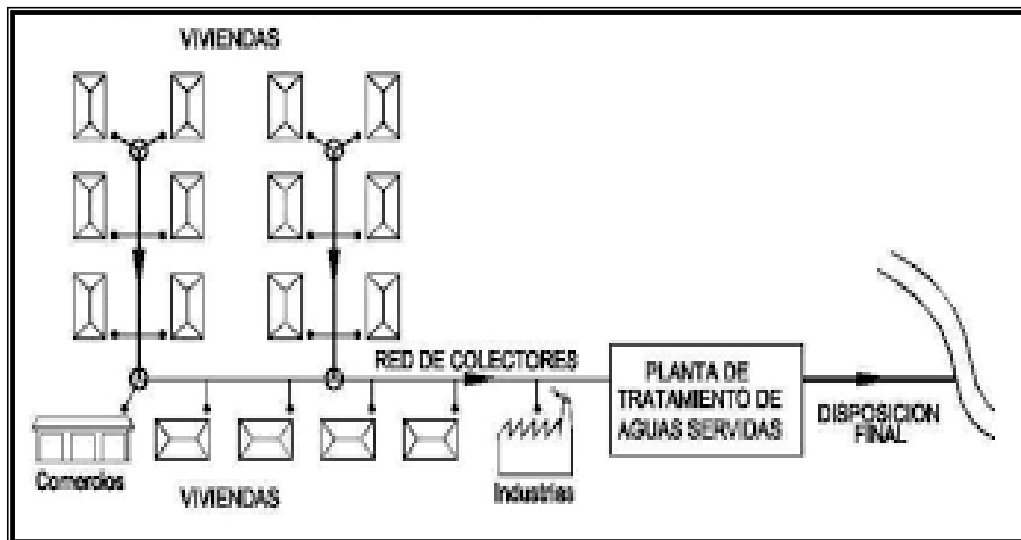 VIVIENDAS
RED DE COLECTORES
PLANTA DE
TRATAMIENTO DE
AGUAS SERVIDAS
DISPOSICION
FINAL
Comercios
VIVIENDAS
Industrias